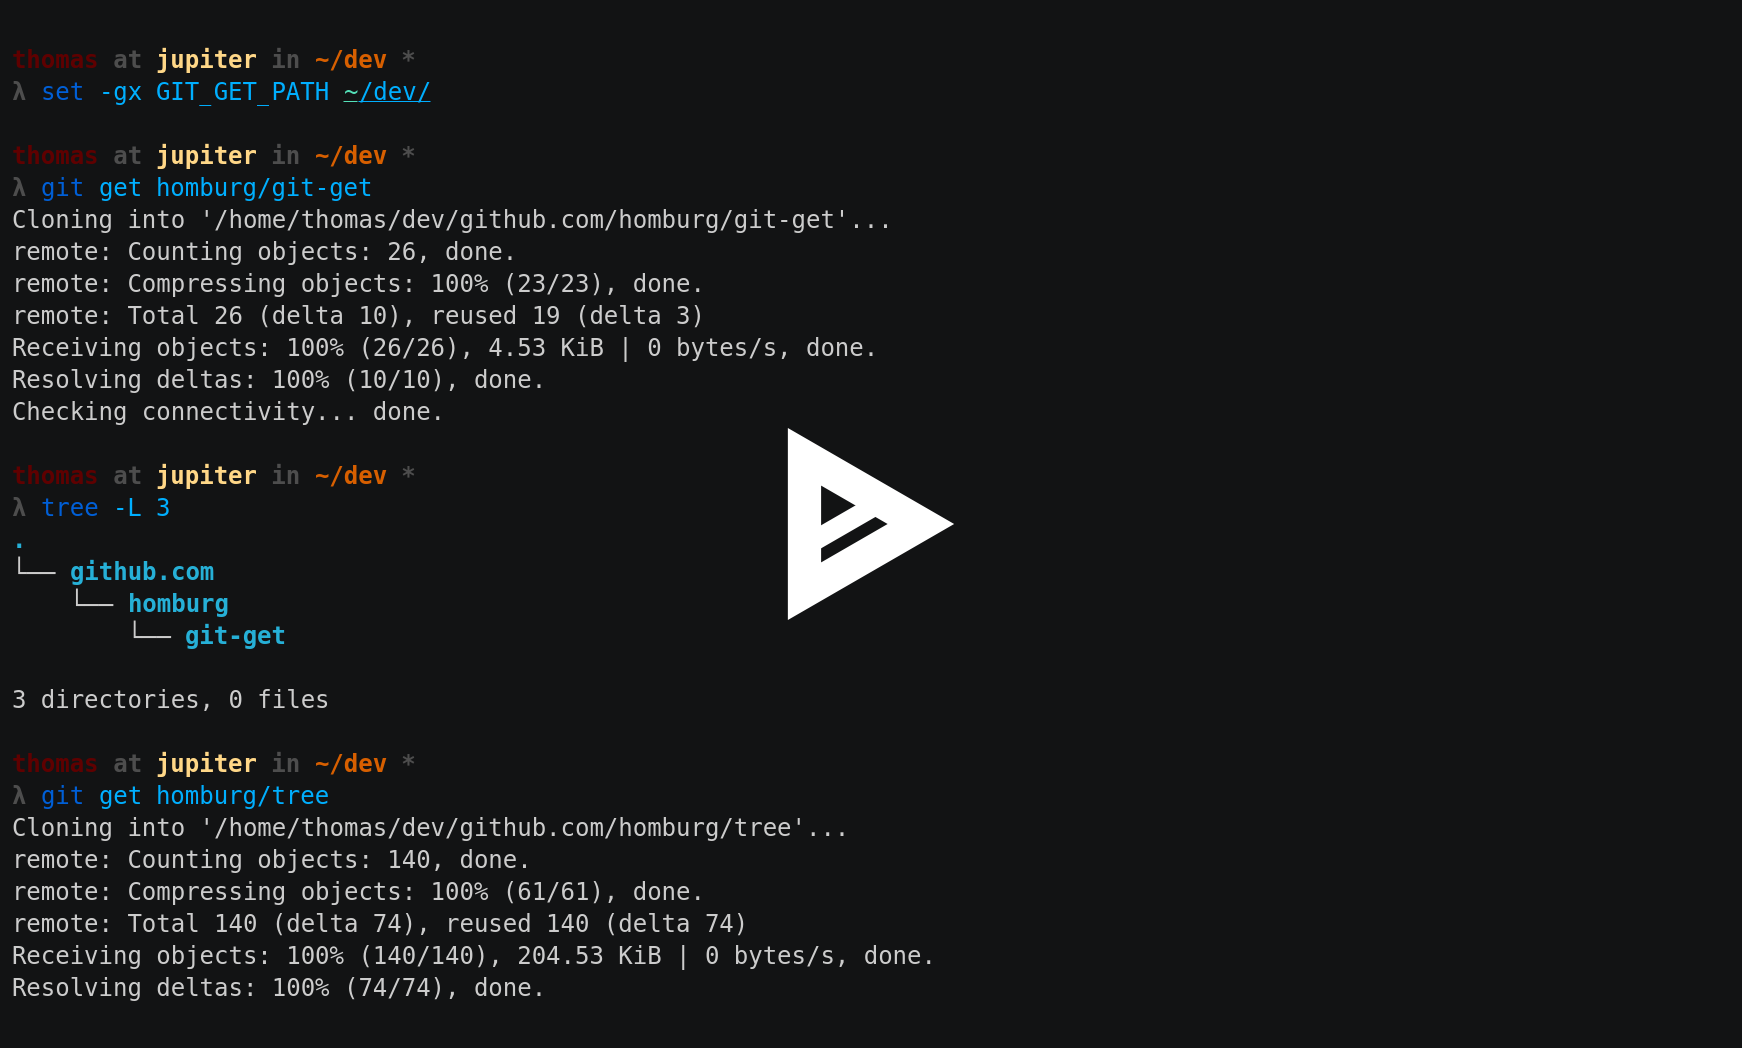 thomas at jupiter in ~/dev *
λ set -gx GIT_GET_PATH ~/dev/
thomas at jupiter in ~/dev *
λ git get homburg/git-get
Cloning into '/home/thomas/dev/github.com/homburg/git-get'...
remote: Counting objects: 26, done.
remote: Compressing objects: 100% (23/23), done.
remote: Total 26 (delta 10), reused 19 (delta 3)
Receiving objects: 100% (26/26), 4.53 KiB | 0 bytes/s, done.
Resolving deltas: 100% (10/10), done.
Checking connectivity... done.
thomas at jupiter in ~/dev *
λ tree -L 3
.
└── github.com
    └── homburg
        └── git-get
3 directories, 0 files
thomas at jupiter in ~/dev *
λ git get homburg/tree
Cloning into '/home/thomas/dev/github.com/homburg/tree'...
remote: Counting objects: 140, done.
remote: Compressing objects: 100% (61/61), done.
remote: Total 140 (delta 74), reused 140 (delta 74)
Receiving objects: 100% (140/140), 204.53 KiB | 0 bytes/s, done.
Resolving deltas: 100% (74/74), done.